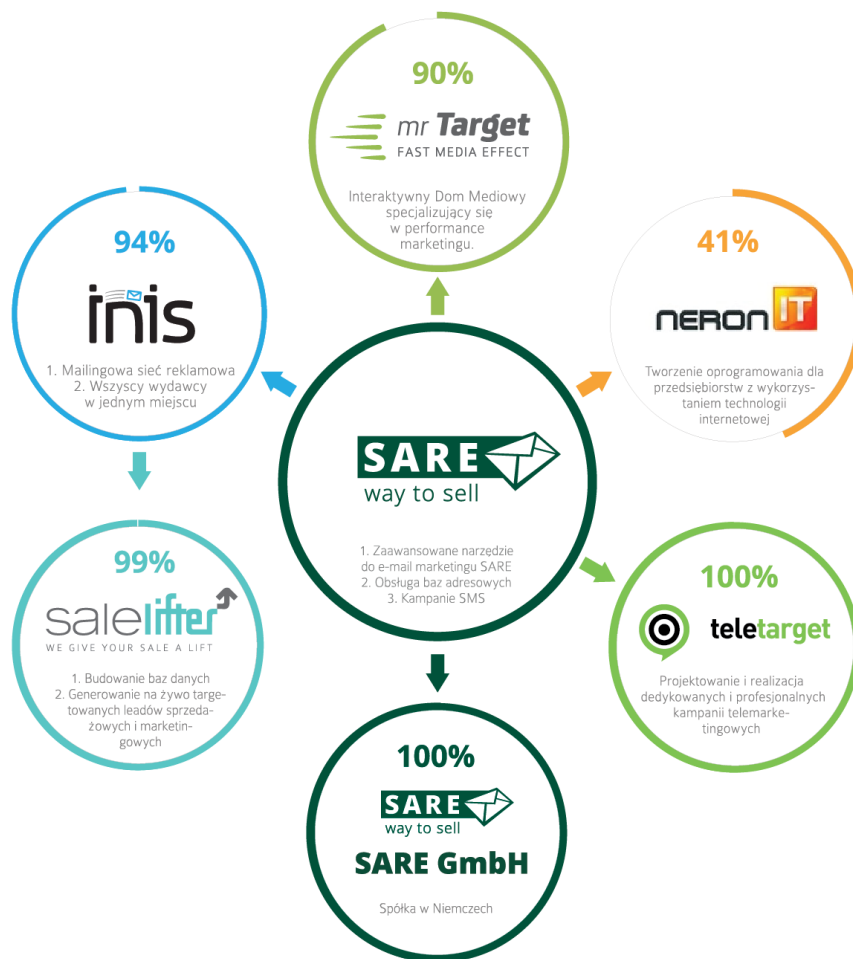 90%
mr Target
FAST MEDIA EFFECT
Interaktywny Dom Mediowy
specjalizujący się
w performance
marketingu.
94%
inis
1. Mailingowa sieć reklamowa
2. Wszyscy wydawcy
w jednym miejscu
41%
neron IT
Tworzenie oprogramowania dla
przedsiębiorstw z wykorzys-
taniem technologii
internetowej
SARE
way to sell
1. Zaawansowane narzędzie
do e-mail marketingu SARE
2. Obsługa baz adresowych
3. Kampanie SMS
99%
salelifter
WE GIVE YOUR SALE A LIFT
1. Budowanie baz danych
2. Generowanie na żywo targe-
towanych leadów sprzeda-
żowych i marketin-
gowych
100%
teletarget
Projektowanie i realizacja
dedykowanych i profesjonalnych
kampanii telemarke-
tingowych
100%
SARE
way to sell
SARE GmbH
Spółka w Niemczech